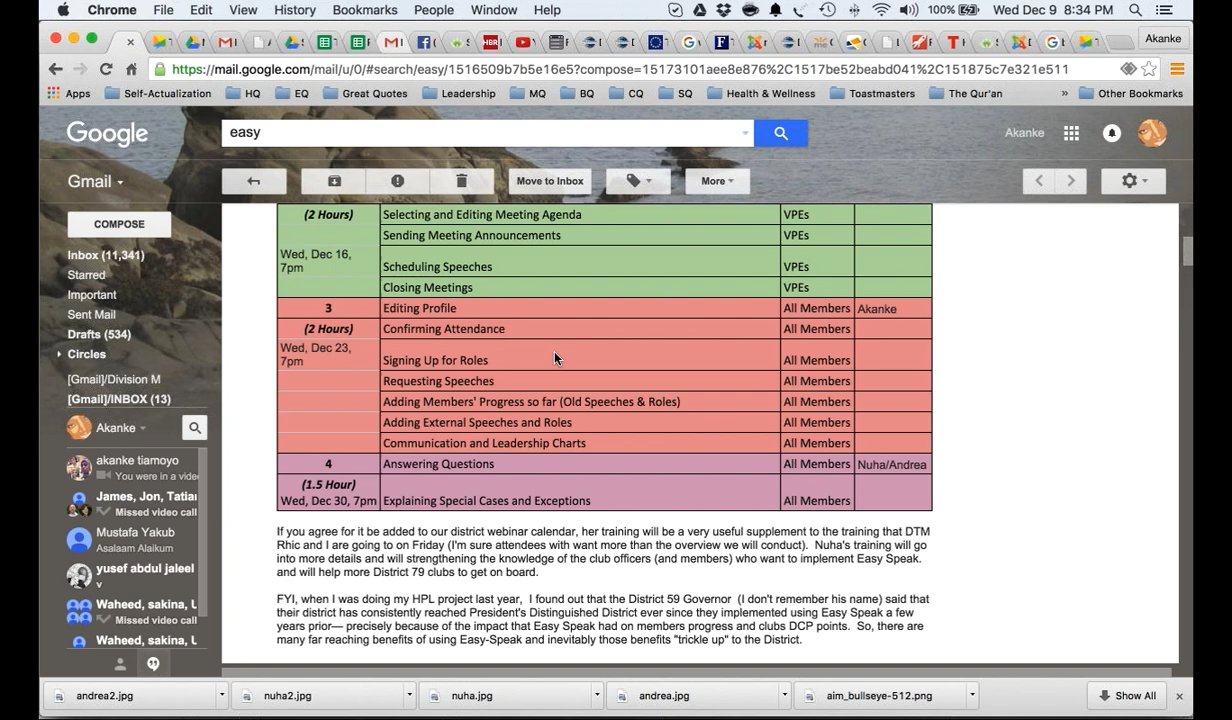 Chrome File Edit View History Bookmarks People Window Help 100% Wed Dec 9 8:34 PM
Akanke
https://mail.google.com/mail/u/0/#search/easy/1516509b7b5e16e5?compose=15173101aee8e876%2C1517be52beabd041%2C151875c7e321e511
Apps Self-Actualization HQ EQ Great Quotes Leadership MQ BQ CQ SQ Health & Wellness Toastmasters The Qur'an » Other Bookmarks
Google easy Akanke
Gmail Move to Inbox More
COMPOSE
Inbox (11,341)
Starred
Important
Sent Mail
Drafts (534)
Circles
[Gmail]/Division M
[Gmail]/INBOX (13)
Akanke
akanke tiamoyo
You were in a vide
James, Jon, Tatian
Missed video call
Mustafa Yakub
Asalaam Alaikum
yusef abdul jaleel
v
Waheed, sakina, U
Missed video call
Waheed, sakina, U
(2 Hours) Selecting and Editing Meeting Agenda VPEs
Sending Meeting Announcements VPEs
Wed, Dec 16, 7pm Scheduling Speeches VPEs
Closing Meetings VPEs
3 Editing Profile All Members Akanke
(2 Hours) Confirming Attendance All Members
Wed, Dec 23, 7pm Signing Up for Roles All Members
Requesting Speeches All Members
Adding Members' Progress so far (Old Speeches & Roles) All Members
Adding External Speeches and Roles All Members
Communication and Leadership Charts All Members
4 Answering Questions All Members Nuha/Andrea
(1.5 Hour)
Wed, Dec 30, 7pm Explaining Special Cases and Exceptions All Members
If you agree for it be added to our district webinar calendar, her training will be a very useful supplement to the training that DTM
Rhic and I are going to on Friday (I'm sure attendees with want more than the overview we will conduct). Nuha's training will go
into more details and will strengthening the knowledge of the club officers (and members) who want to implement Easy Speak.
and will help more District 79 clubs to get on board.
FYI, when I was doing my HPL project last year, I found out that the District 59 Governor (I don't remember his name) said that
their district has consistently reached President's Distinguished District ever since they implemented using Easy Speak a few
years prior— precisely because of the impact that Easy Speak had on members progress and clubs DCP points. So, there are
many far reaching benefits of using Easy-Speak and inevitably those benefits "trickle up" to the District.
andrea2.jpg nuha2.jpg nuha.jpg andrea.jpg aim_bullseye-512.png Show All